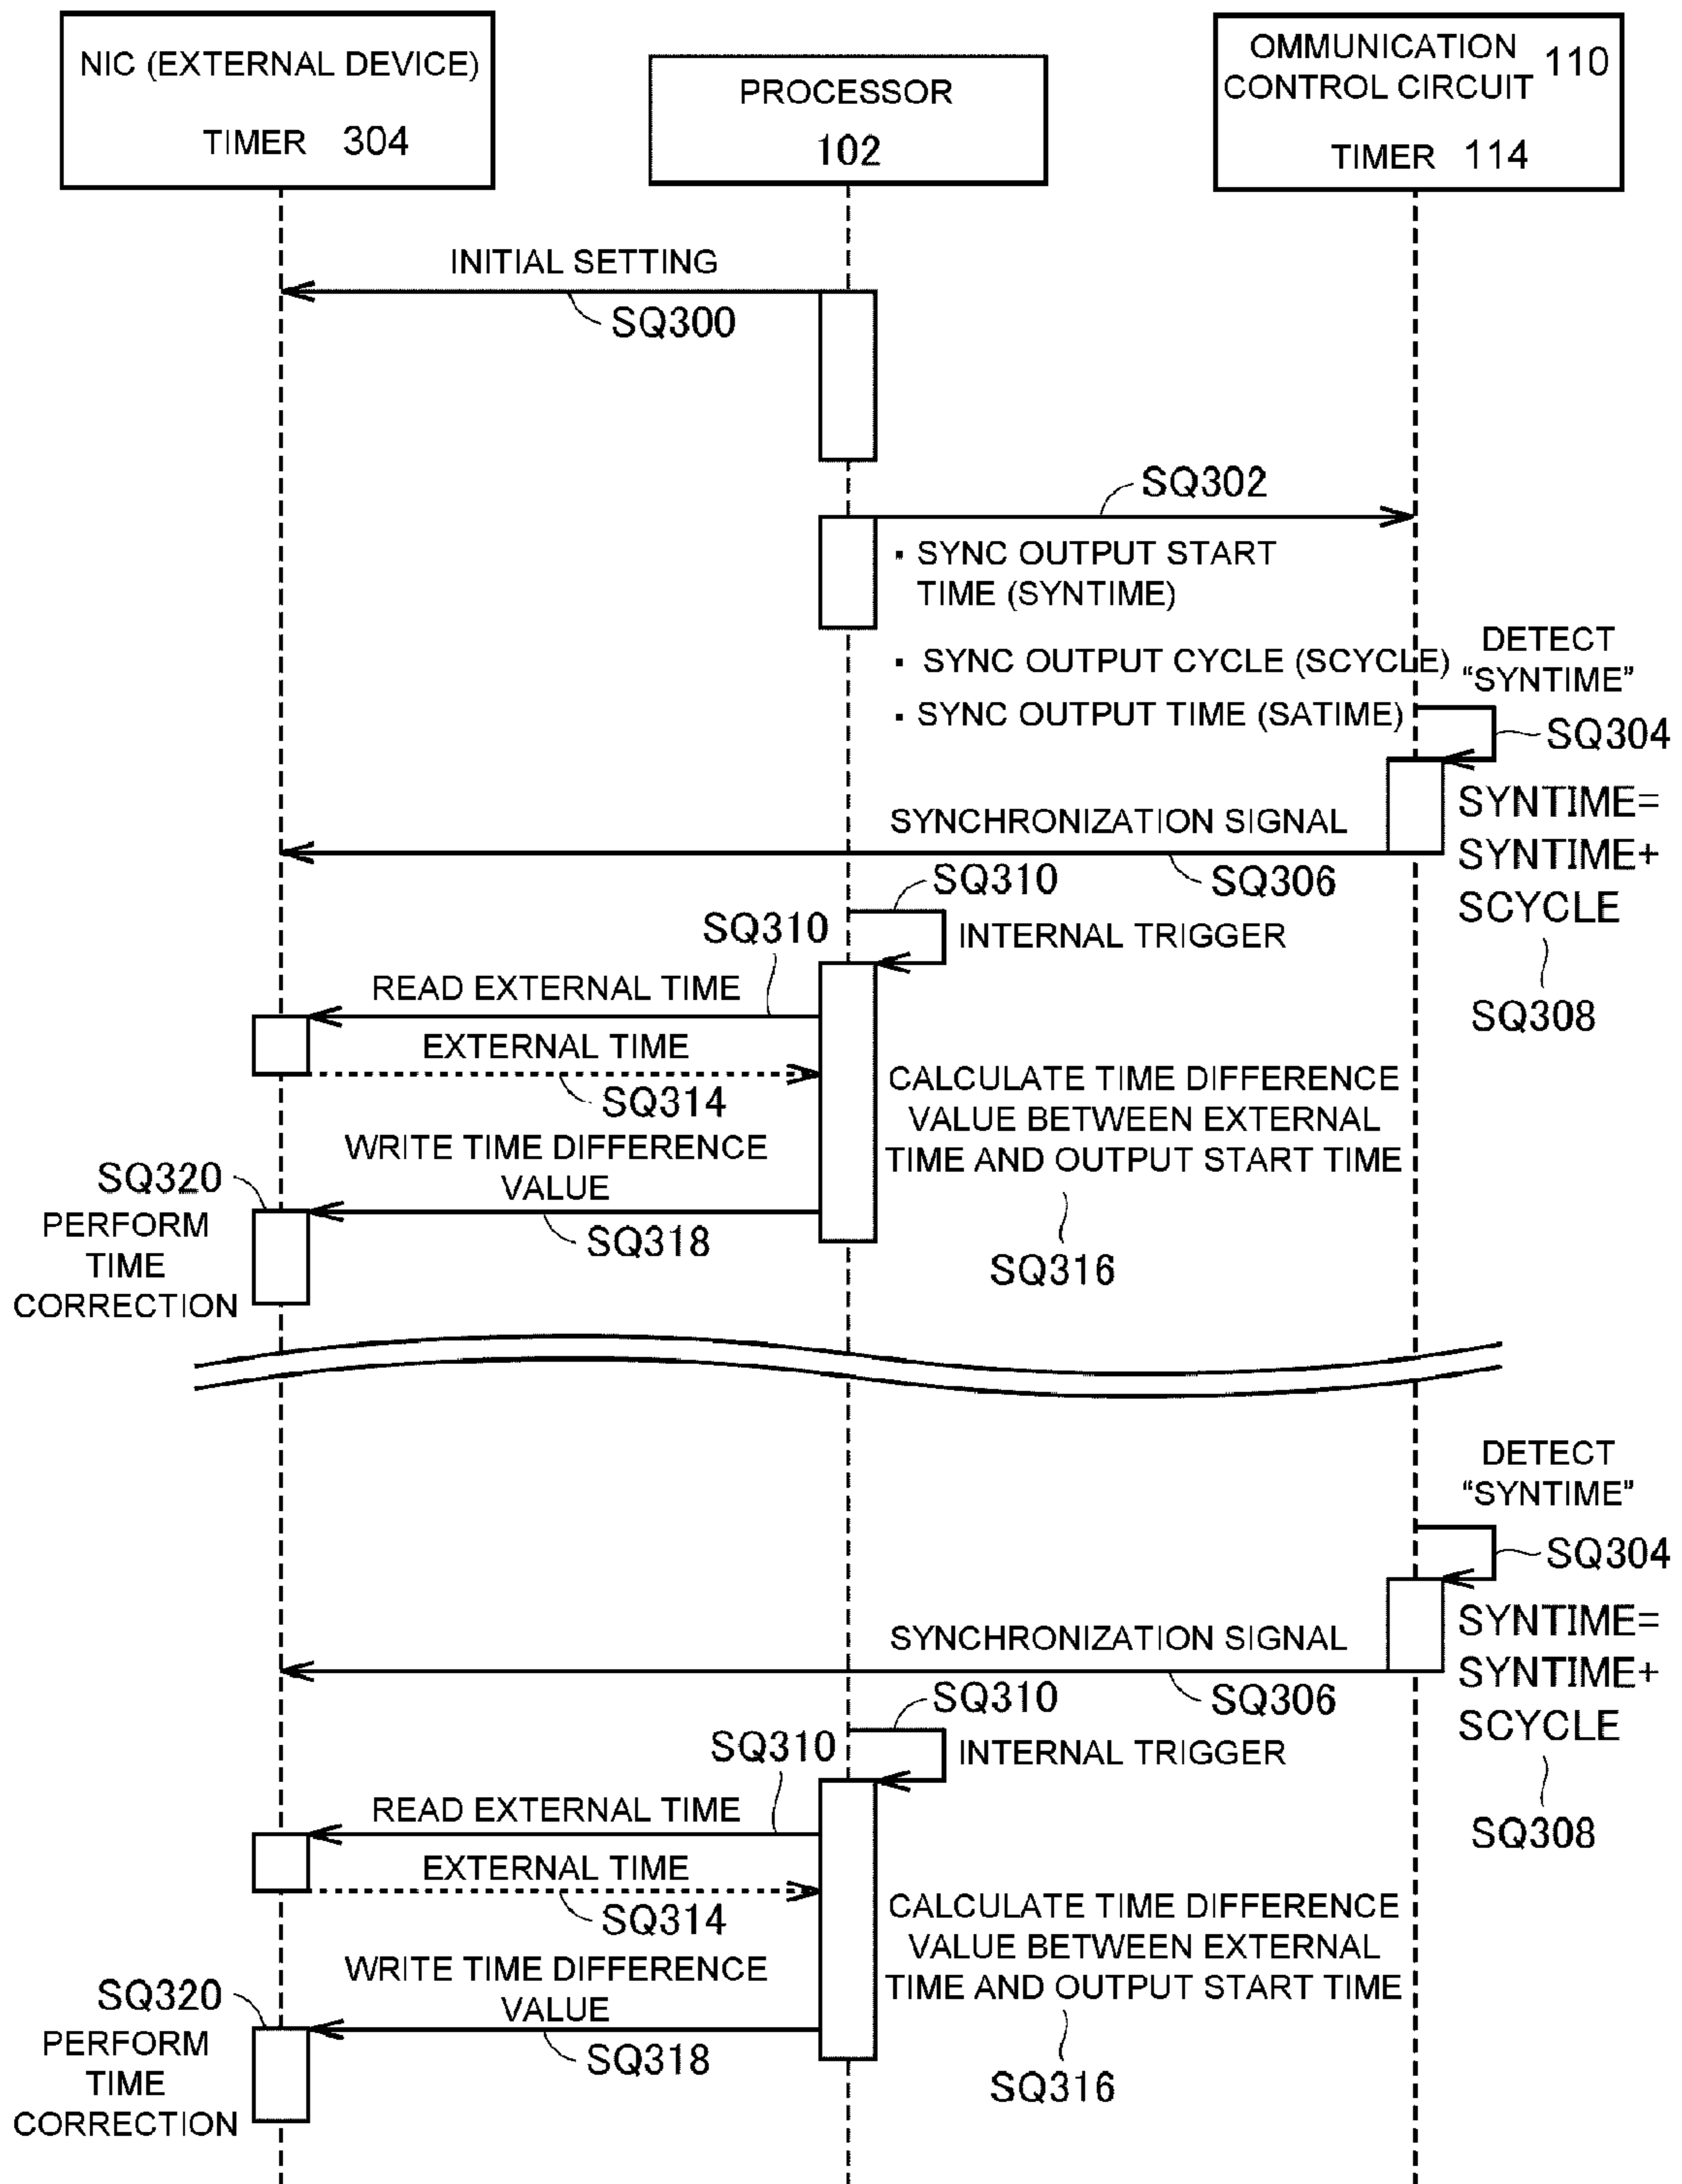 NIC (EXTERNAL DEVICE)
TIMER 304
PROCESSOR
102
OMMUNICATION
CONTROL CIRCUIT 110
TIMER 114
INITIAL SETTING
SQ300
SQ302
▪ SYNC OUTPUT START
TIME (SYNTIME)
▪ SYNC OUTPUT CYCLE (SCYCLE)
▪ SYNC OUTPUT TIME (SATIME)
DETECT
“SYNTIME”
SQ304
SYNTIME=
SYNTIME+
SCYCLE
SQ308
SYNCHRONIZATION SIGNAL
SQ306
SQ310
INTERNAL TRIGGER
SQ310
READ EXTERNAL TIME
EXTERNAL TIME
SQ314
CALCULATE TIME DIFFERENCE
VALUE BETWEEN EXTERNAL
TIME AND OUTPUT START TIME
SQ316
WRITE TIME DIFFERENCE
VALUE
SQ318
SQ320
PERFORM
TIME
CORRECTION
DETECT
“SYNTIME”
SQ304
SYNTIME=
SYNTIME+
SCYCLE
SQ308
SYNCHRONIZATION SIGNAL
SQ306
SQ310
INTERNAL TRIGGER
SQ310
READ EXTERNAL TIME
EXTERNAL TIME
SQ314
CALCULATE TIME DIFFERENCE
VALUE BETWEEN EXTERNAL
TIME AND OUTPUT START TIME
SQ316
WRITE TIME DIFFERENCE
VALUE
SQ318
SQ320
PERFORM
TIME
CORRECTION